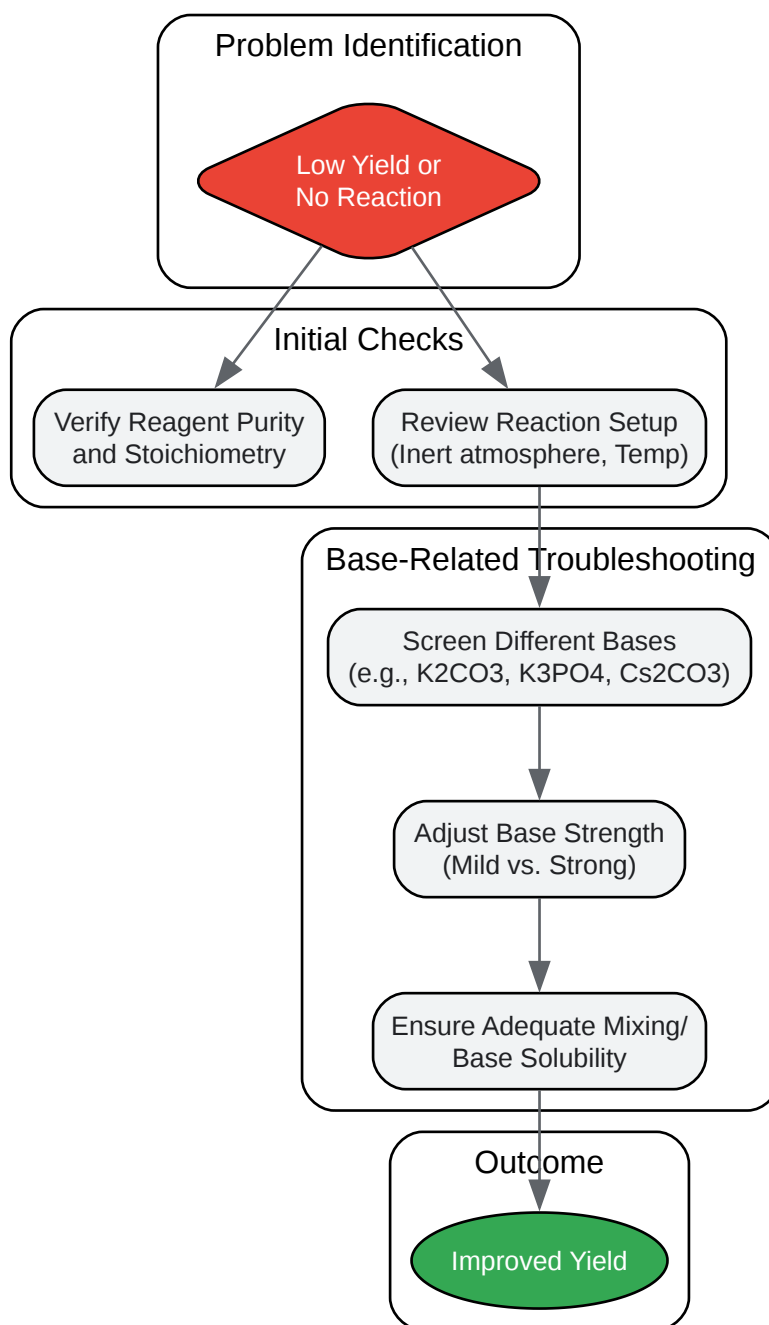 Problem Identification
Low Yield or
No Reaction
Initial Checks
Verify Reagent Purity
and Stoichiometry
Review Reaction Setup
(Inert atmosphere, Temp)
Base-Related Troubleshooting
Screen Different Bases
(e.g., K2CO3, K3PO4, Cs2CO3)
Adjust Base Strength
(Mild vs. Strong)
Ensure Adequate Mixing/
Base Solubility
Outcome
Improved Yield